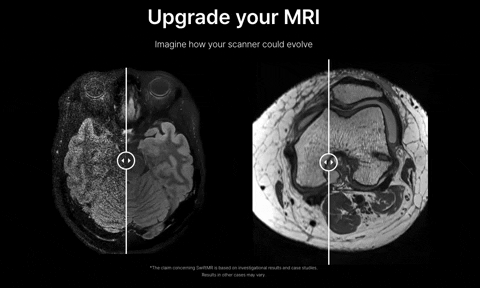 Upgrade your MRI
Imagine how your scanner could evolve
*The claim concerning SwiftMR is based on investigational results and case studies.
Results in other cases may vary.